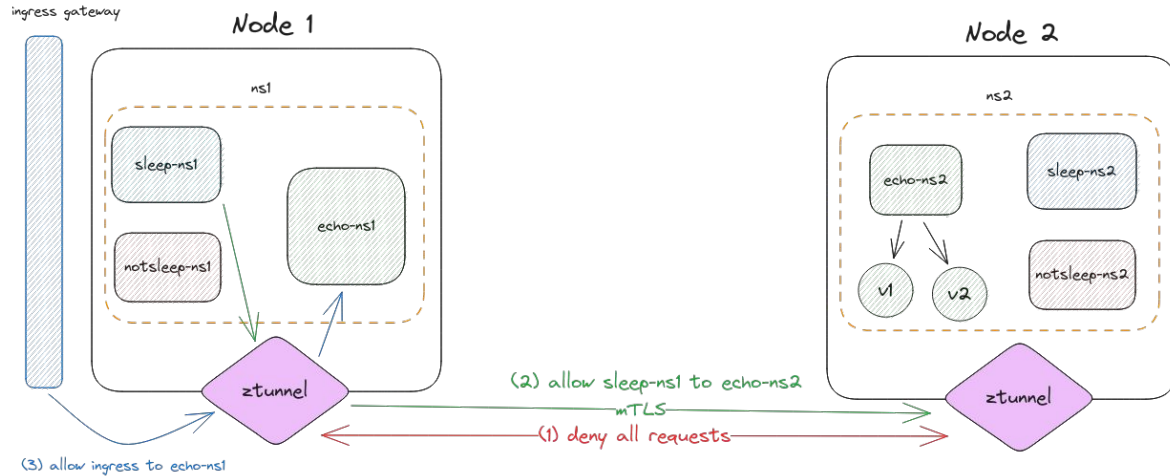 ingress gateway
Node 1
Node 2
ns1
ns2
sleep-ns1
echo-ns1
notsleep-ns1
echo-ns2
sleep-ns2
notsleep-ns2
v1
v2
ztunnel
ztunnel
(2) allow sleep-ns1 to echo-ns2
mTLS
(1) deny all requests
(3) allow ingress to echo-ns1